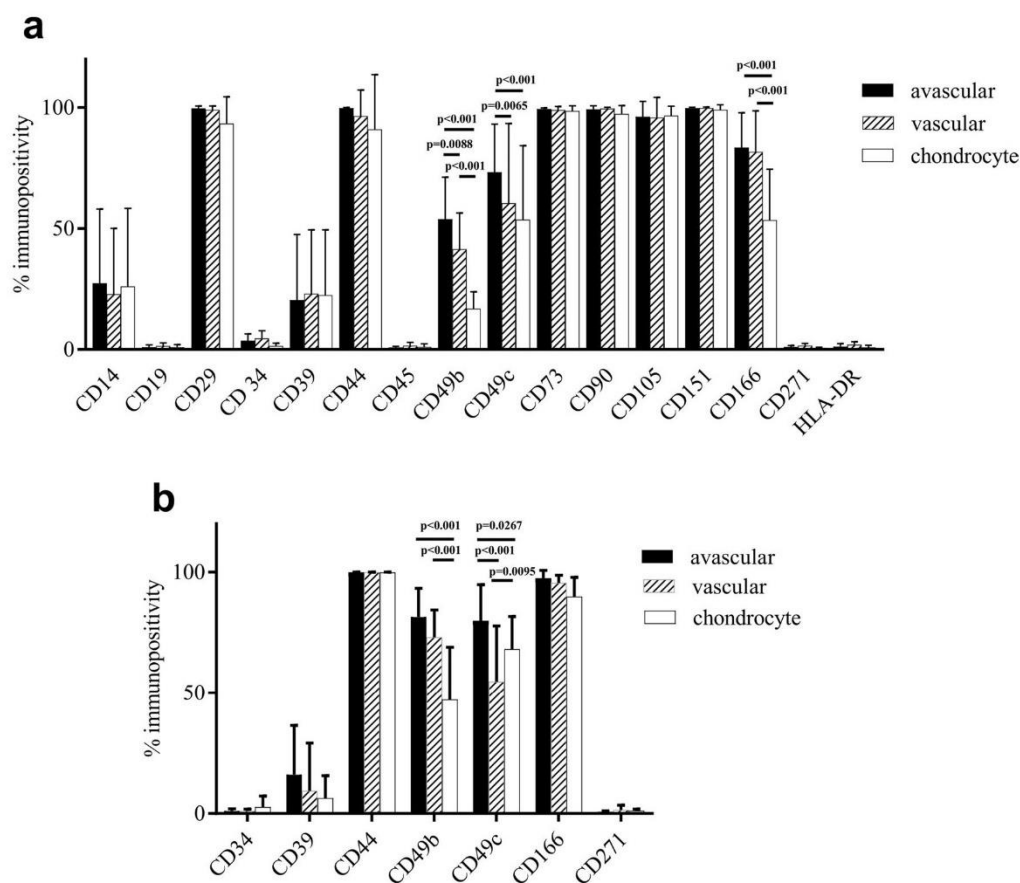 a
% immunopositivity
100
50
0
p<0.001
p=0.0088
p<0.001
p<0.001
p=0.0065
p<0.001
p<0.001
avascular
vascular
chondrocyte
CD14
CD19
CD29
CD 34
CD39
CD44
CD45
CD49b
CD49c
CD73
CD90
CD105
CD151
CD166
CD271
HLA-DR
b
% immunopositivity
100
50
0
p<0.001
p<0.001
p=0.0267
p<0.001
p=0.0095
avascular
vascular
chondrocyte
CD34
CD39
CD44
CD49b
CD49c
CD166
CD271